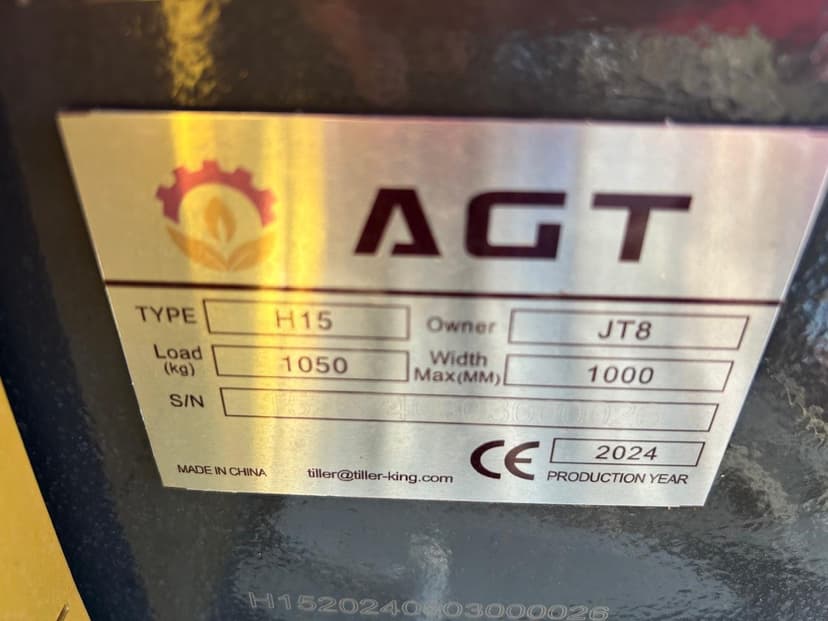 AGT
TYPE H15 Owner JT8
Load (kg) 1050 Width Max(MM) 1000
S/N
CE 2024
MADE IN CHINA tiller@tiller-king.com PRODUCTION YEAR